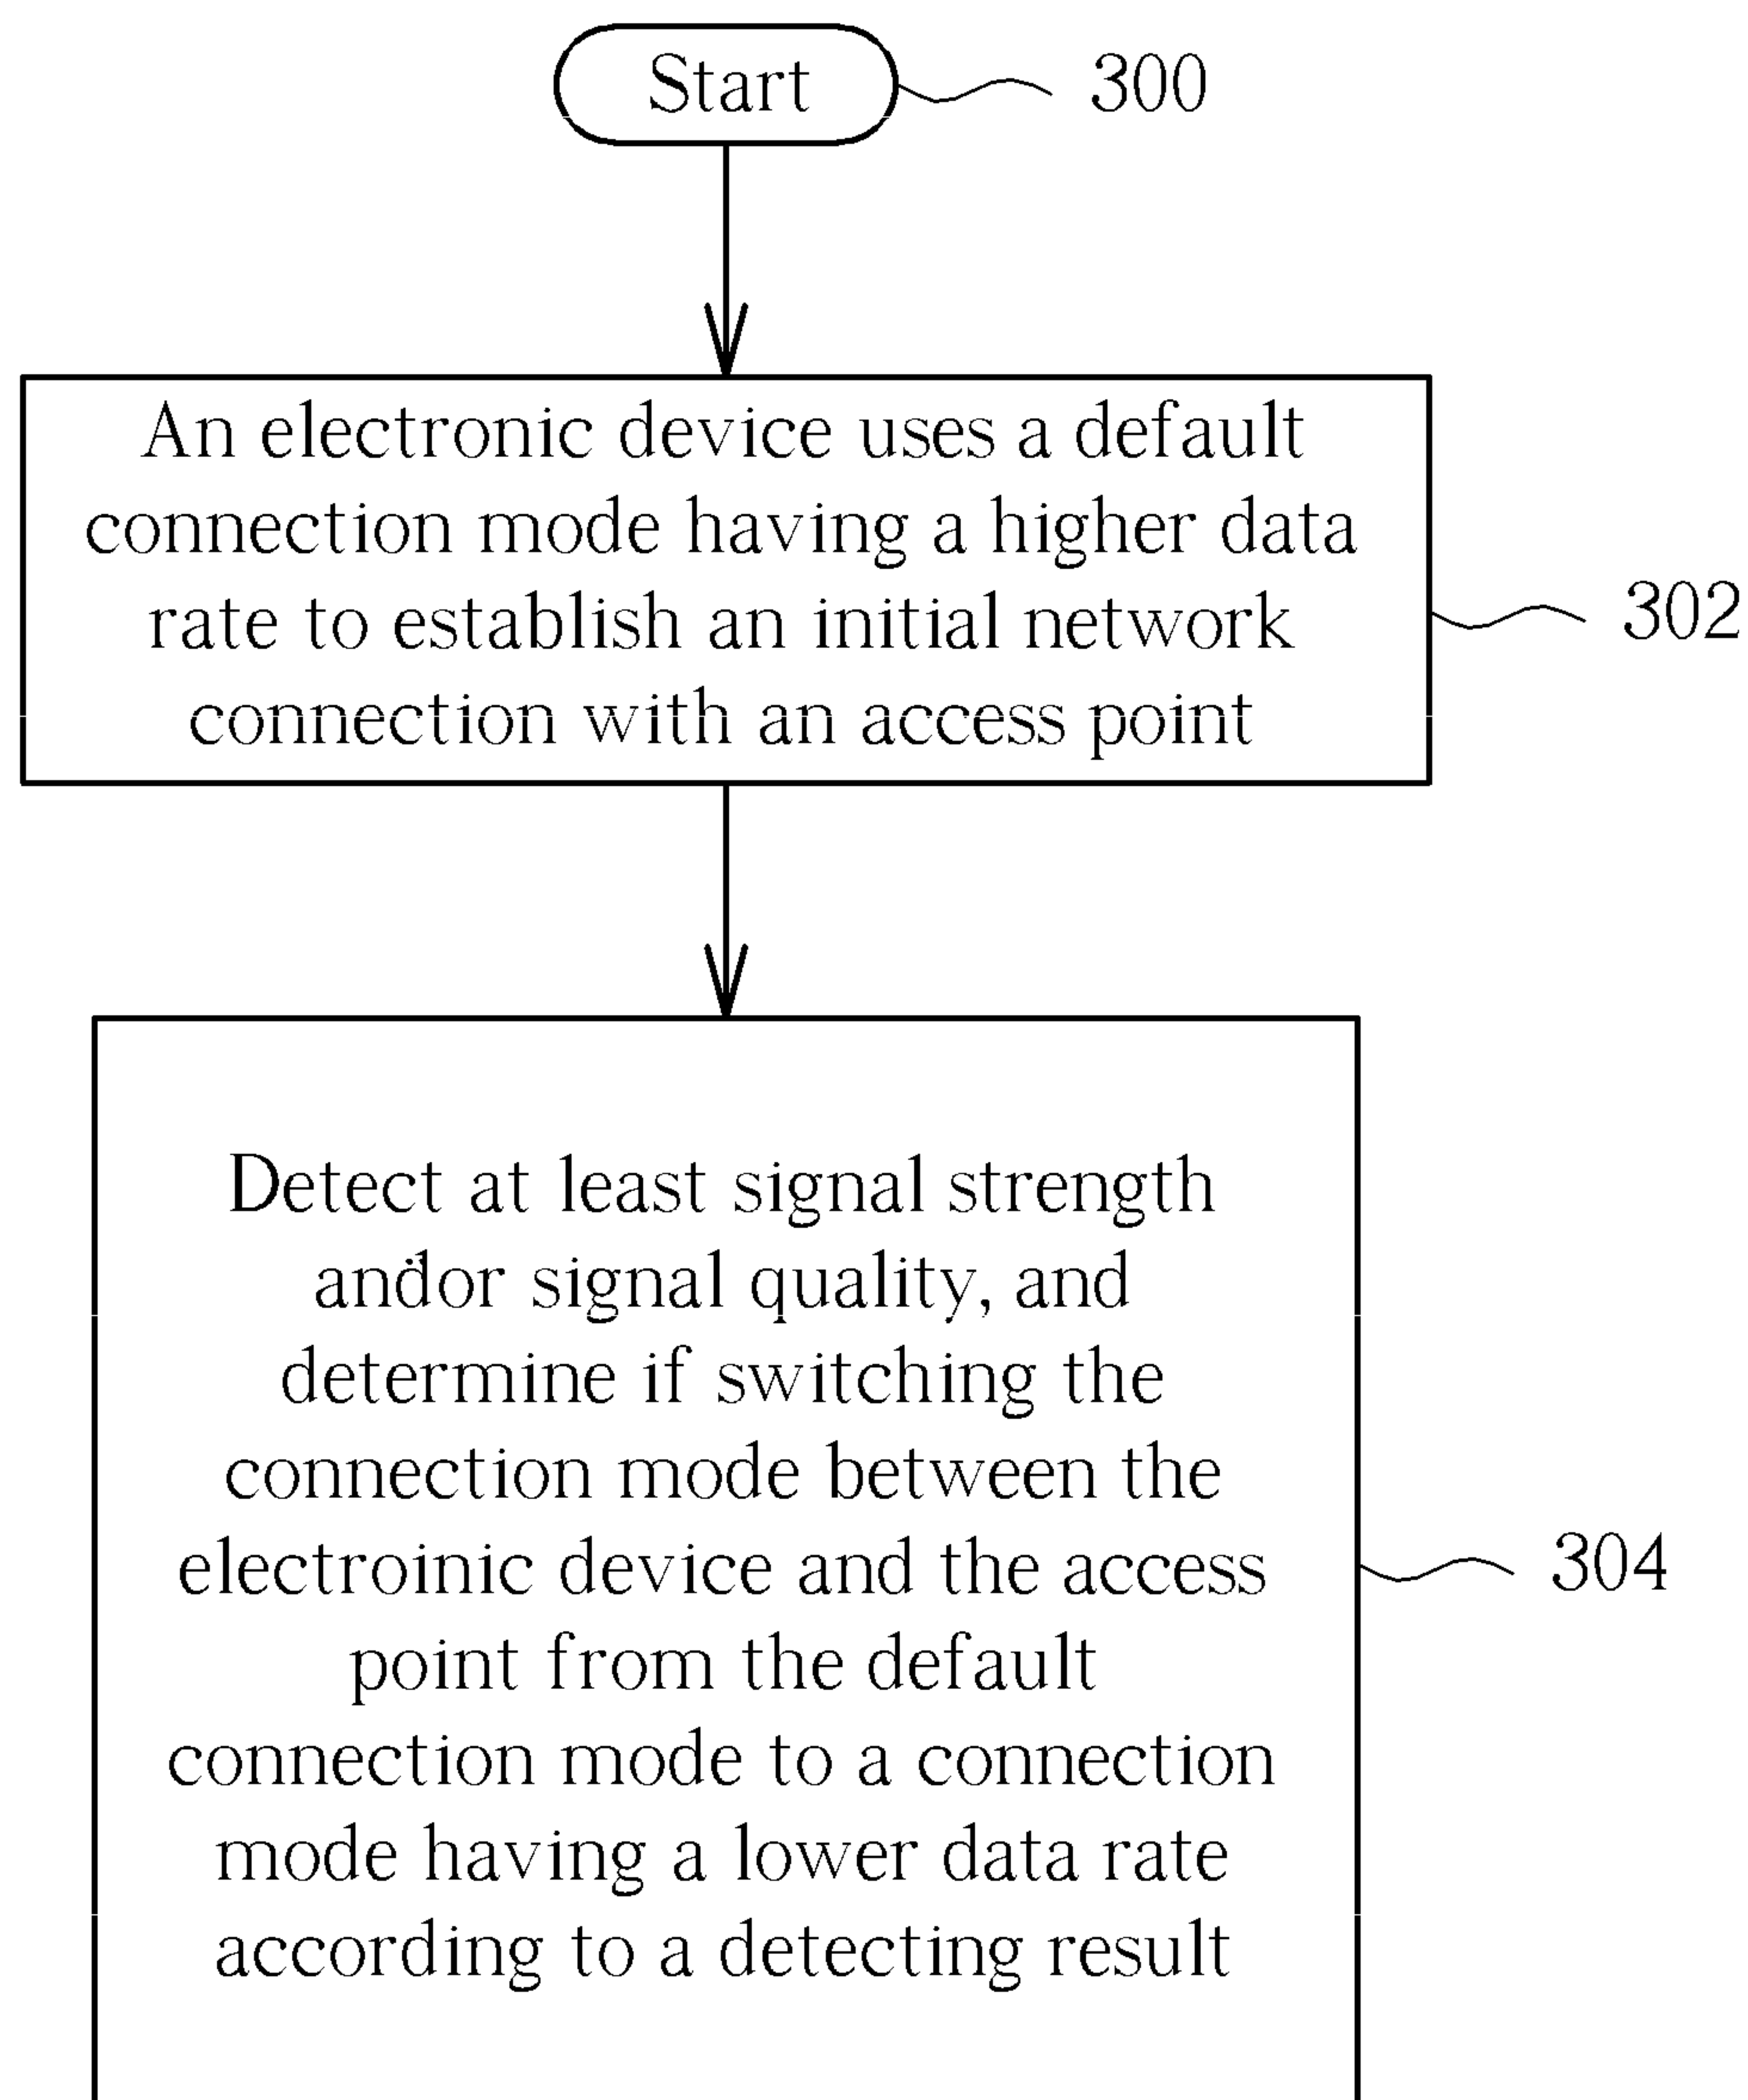 Start
300
An electronic device uses a default
connection mode having a higher data
rate to establish an initial network
connection with an access point
302
Detect at least signal strength
and⁄or signal quality, and
determine if switching the
connection mode between the
electroinic device and the access
point from the default
connection mode to a connection
mode having a lower data rate
according to a detecting result
304